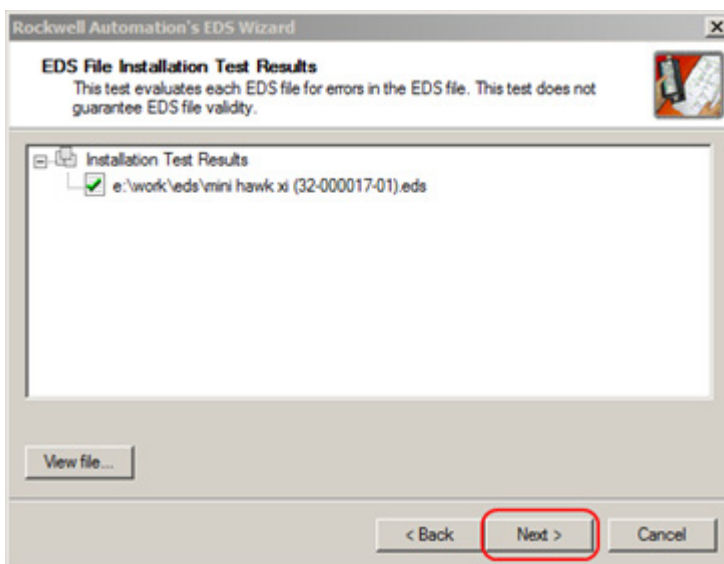 Rockwell Automation's EDS Wizard
EDS File Installation Test Results
This test evaluates each EDS file for errors in the EDS file. This test does not
guarantee EDS file validity.
Installation Test Results
e:\work\eds\mini hawk xi (32-000017-01).eds
View file...
< Back
Next >
Cancel